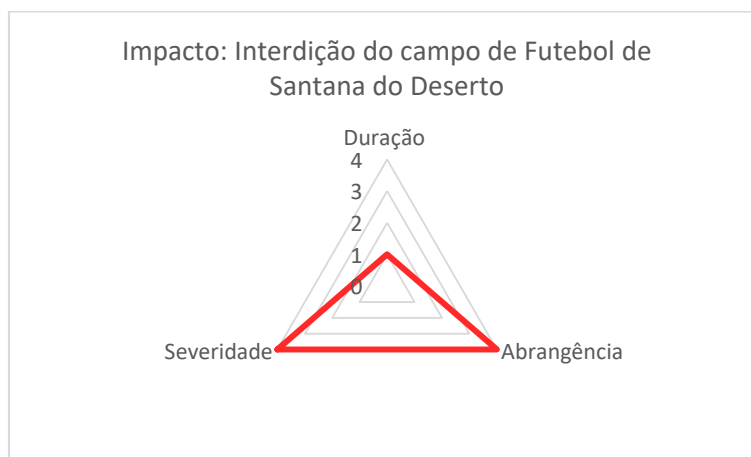 Impacto: Interdição do campo de Futebol de
Santana do Deserto
Duração
4
3
2
1
0
Severidade
Abrangência